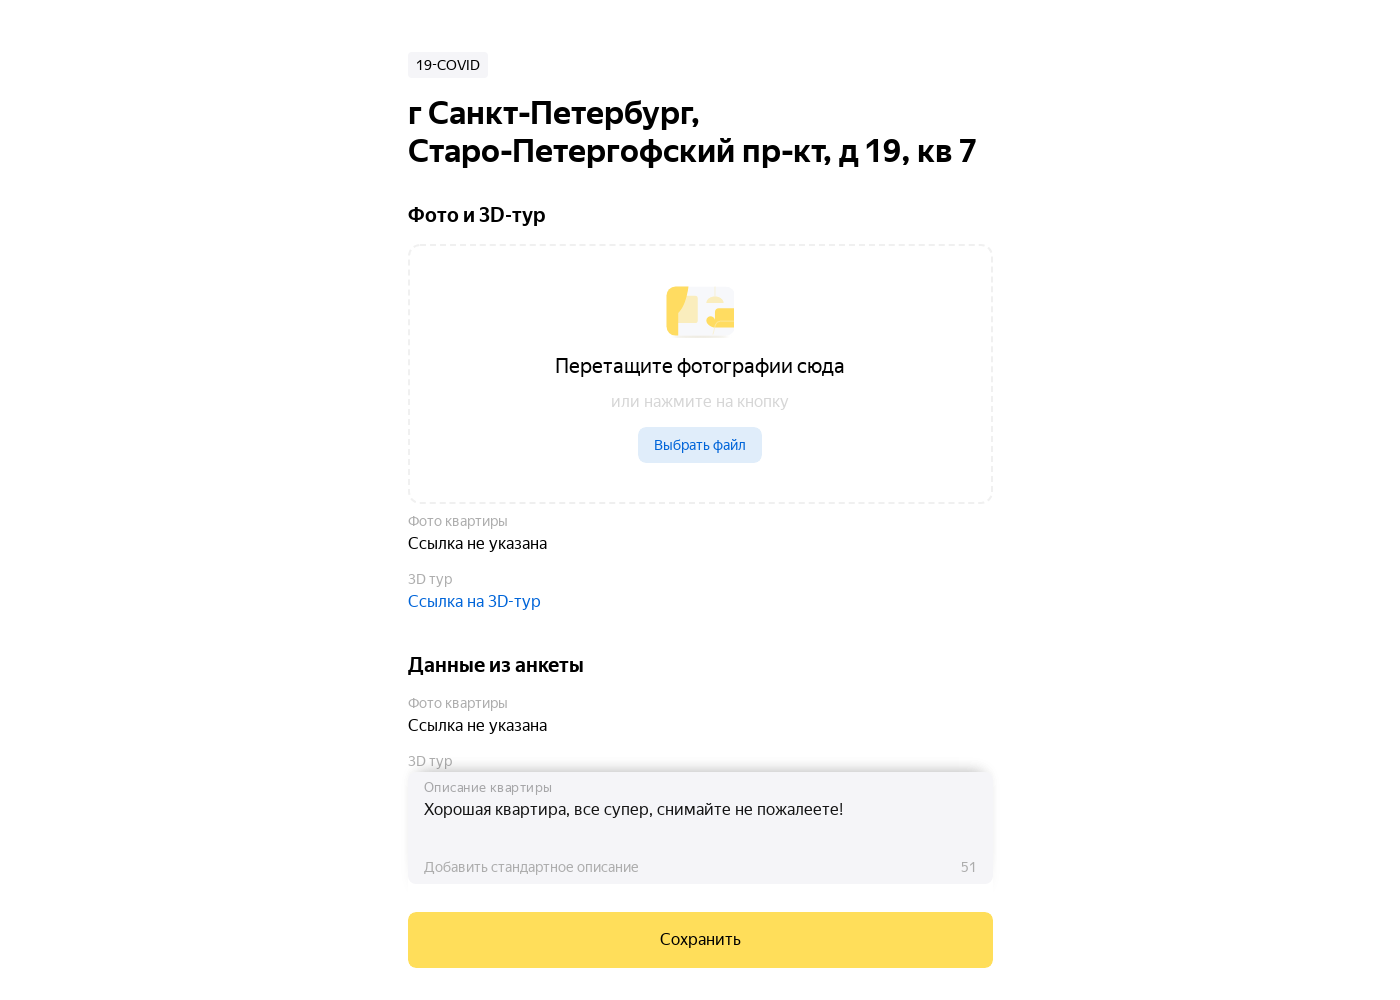 19-COVID
г Санкт-Петербург,
Старо-Петергофский пр-кт, д 19, кв 7
Фото и 3D-тур
Перетащите фотографии сюда
или нажмите на кнопку
Выбрать файл
Фото квартиры
Ссылка не указана
3D тур
Ссылка на 3D-тур
Данные из анкеты
Фото квартиры
Ссылка не указана
3D тур
Описание квартиры
Хорошая квартира, все супер, снимайте не пожалеете!
Добавить стандартное описание 51
Сохранить